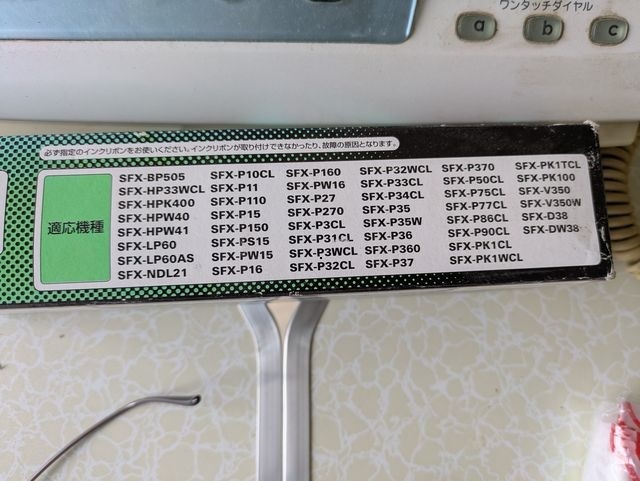 ワンタッチダイヤル
a b c
必ず指定のインクリボンをお使いください。インクリボンが取り付けできなかったり、故障の原因となります。
適応機種
SFX-BP505
SFX-HP33WCL
SFX-HPK400
SFX-HPW40
SFX-HPW41
SFX-LP60
SFX-LP60AS
SFX-NDL21
SFX-P10CL
SFX-P11
SFX-P110
SFX-P15
SFX-P150
SFX-PS15
SFX-PW15
SFX-P16
SFX-P160
SFX-PW16
SFX-P27
SFX-P270
SFX-P3CL
SFX-P31CL
SFX-P3WCL
SFX-P32CL
SFX-P32WCL
SFX-P33CL
SFX-P34CL
SFX-P35
SFX-P35W
SFX-P36
SFX-P360
SFX-P37
SFX-P370
SFX-P50CL
SFX-P75CL
SFX-P77CL
SFX-P86CL
SFX-P90CL
SFX-PK1CL
SFX-PK1WCL
SFX-PK1TCL
SFX-PK100
SFX-V350
SFX-V350W
SFX-D38
SFX-DW38